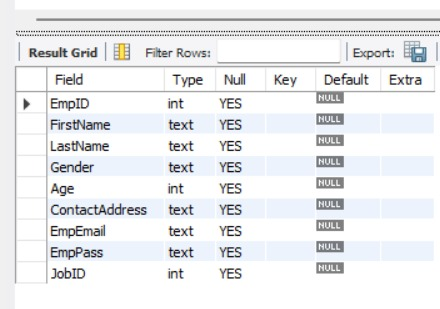 Result Grid Filter Rows: Export:
Field Type Null Key Default Extra
EmpID int YES NULL
FirstName text YES NULL
LastName text YES NULL
Gender text YES NULL
Age int YES NULL
ContactAddress text YES NULL
EmpEmail text YES NULL
EmpPass text YES NULL
JobID int YES NULL